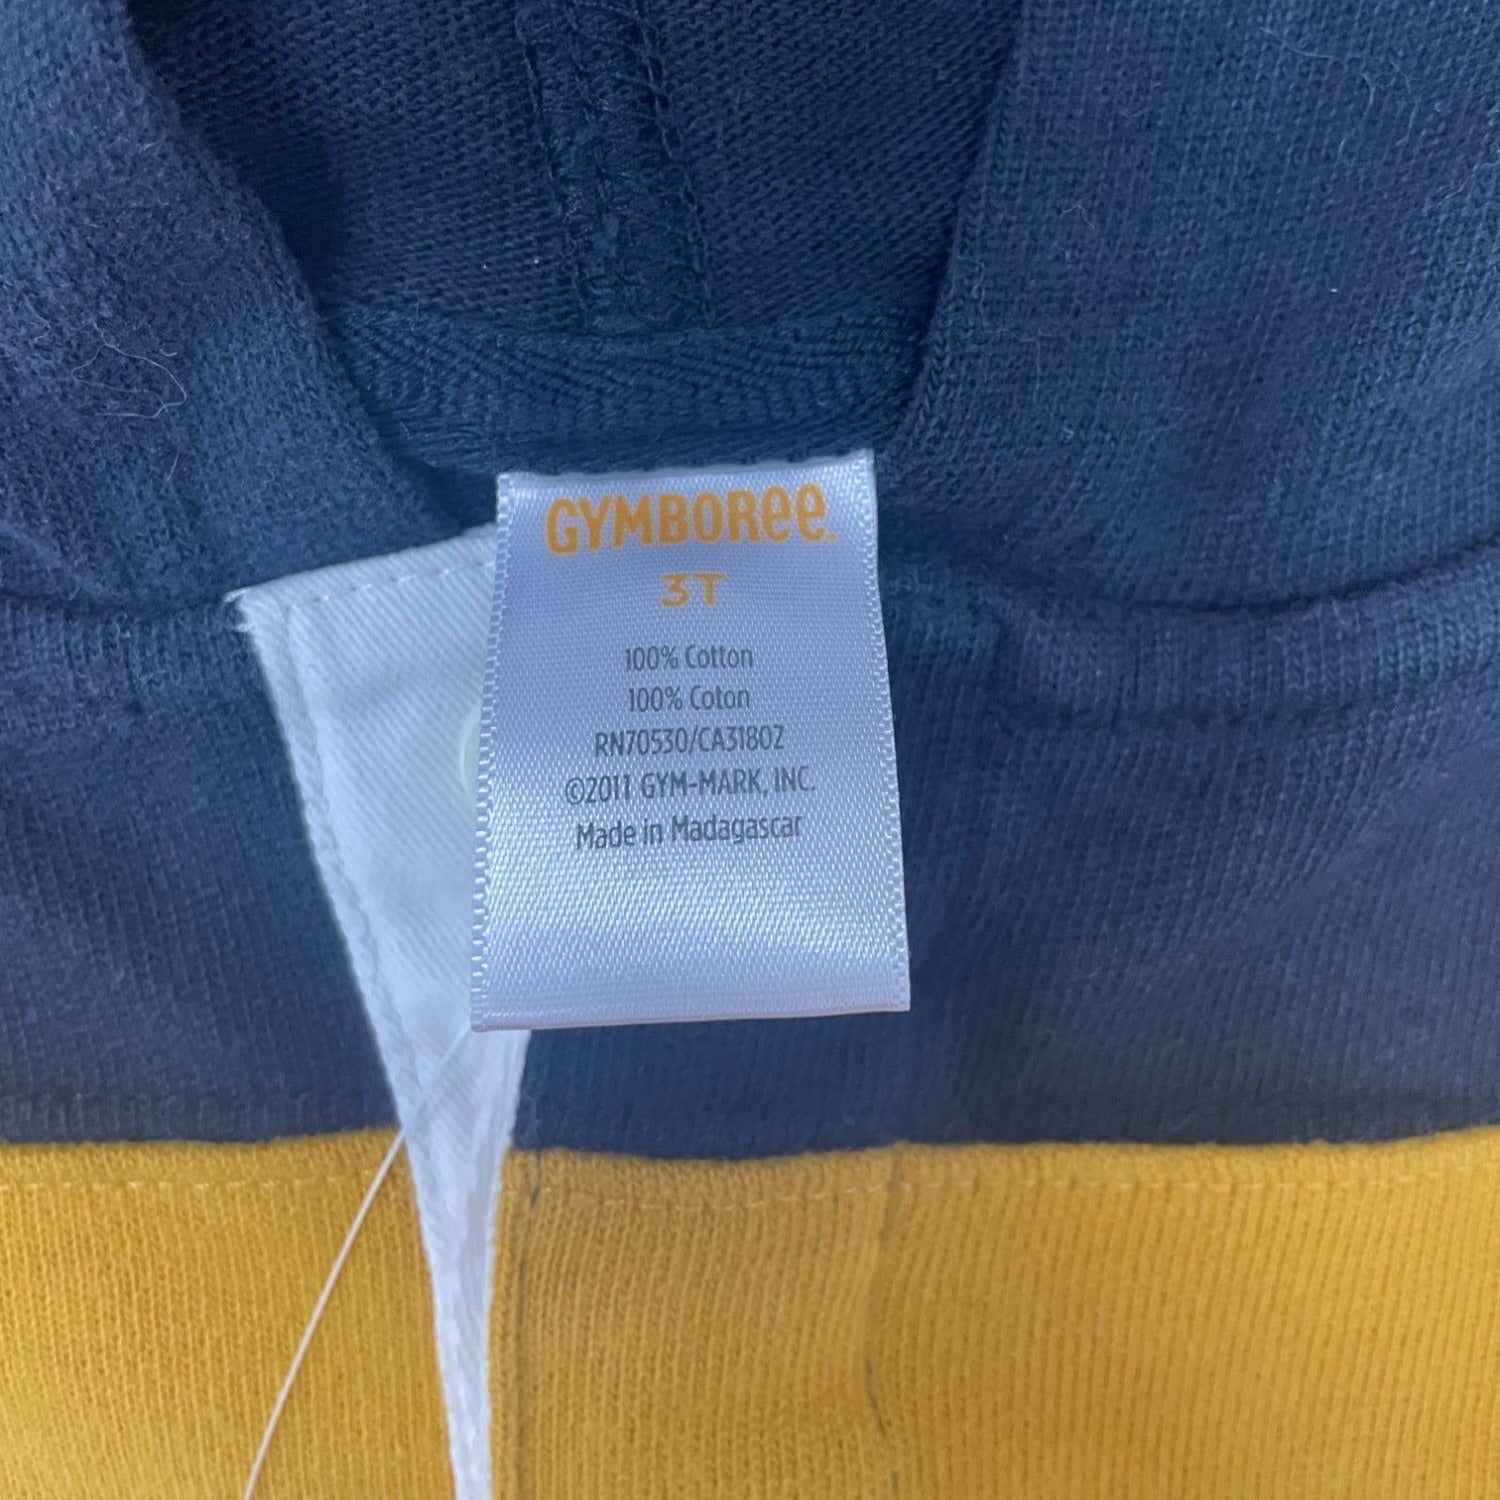 GYMBOREE.
3T
100% Cotton
100% Coton
RN70530/CA31802
©2011 GYM-MARK, INC.
Made in Madagascar